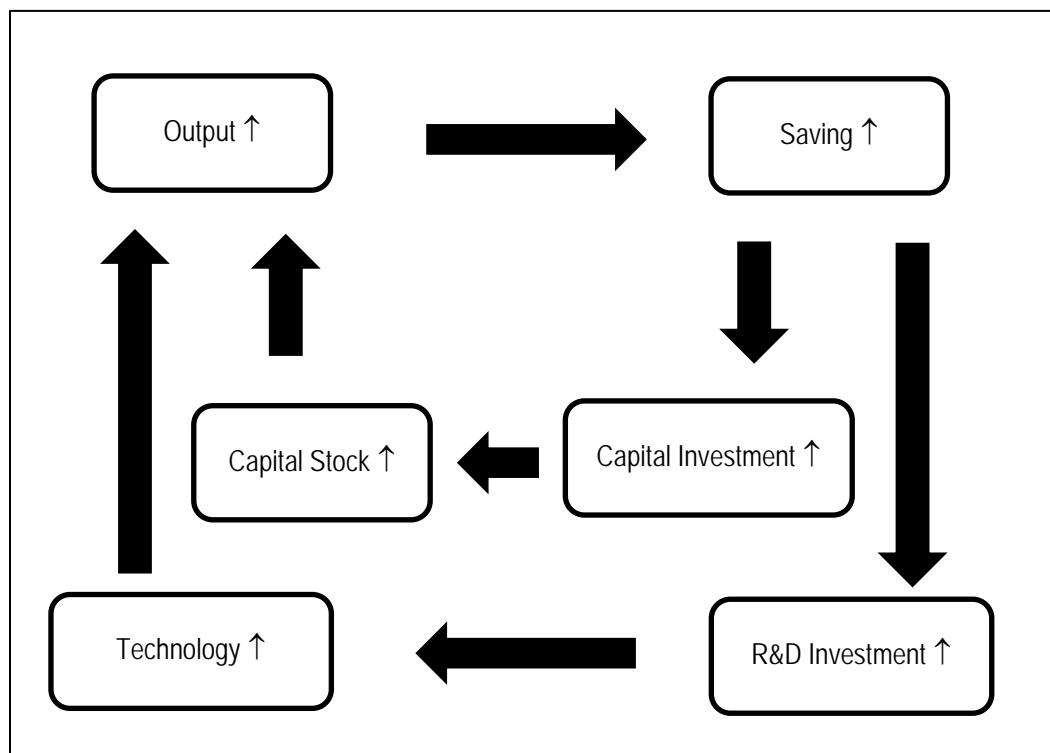 Output ↑
Saving ↑
Capital Stock ↑
Capital Investment ↑
Technology ↑
R&D Investment ↑